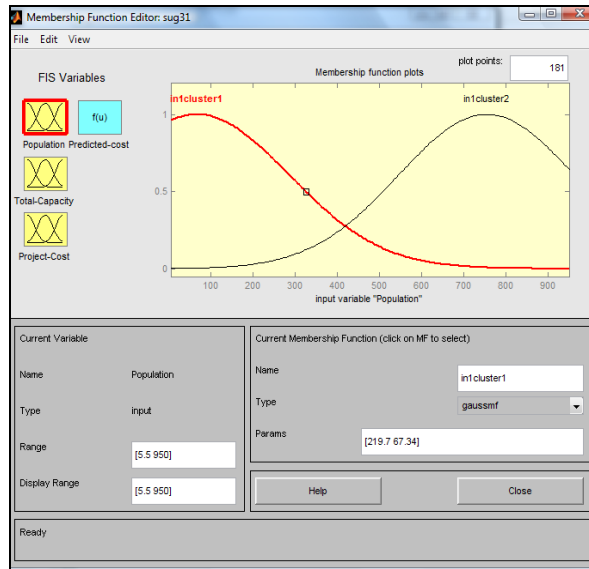 Membership Function Editor: sug31
File Edit View
FIS Variables
plot points:
181
Membership function plots
f(u)
Population Predicted-cost
Total-Capacity
Project-Cost
in1cluster1
in1cluster2
1
0.5
0
100 200 300 400 500 600 700 800 900
input variable "Population"
Current Variable
Name Population
Type input
Range [5.5 950]
Display Range [5.5 950]
Current Membership Function (click on MF to select)
Name in1cluster1
Type gaussmf
Params [219.7 67.34]
Help Close
Ready